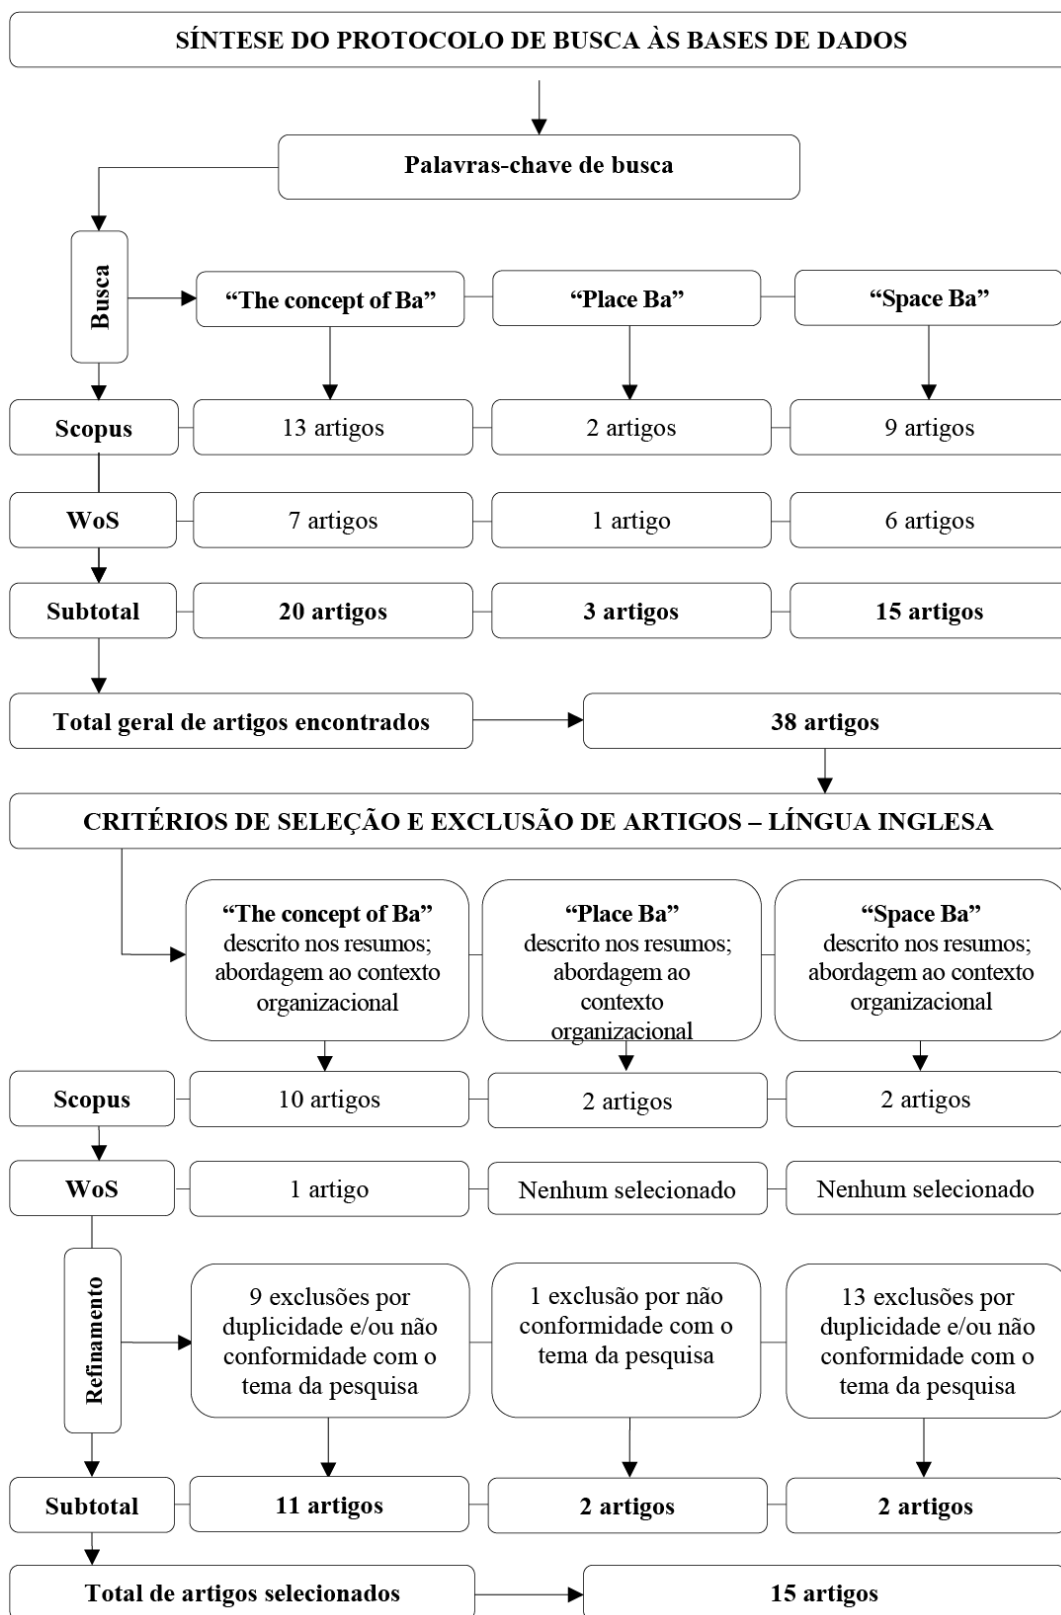 SÍNTESE DO PROTOCOLO DE BUSCA ÀS BASES DE DADOS
Palavras-chave de busca
Busca
“The concept of Ba”
“Place Ba”
“Space Ba”
Scopus
13 artigos
2 artigos
9 artigos
WoS
7 artigos
1 artigo
6 artigos
Subtotal
20 artigos
3 artigos
15 artigos
Total geral de artigos encontrados
38 artigos
CRITÉRIOS DE SELEÇÃO E EXCLUSÃO DE ARTIGOS – LÍNGUA INGLESA
“The concept of Ba”
descrito nos resumos;
abordagem ao contexto
organizacional
“Place Ba”
descrito nos resumos;
abordagem ao
contexto
organizacional
“Space Ba”
descrito nos resumos;
abordagem ao contexto
organizacional
Scopus
10 artigos
2 artigos
2 artigos
WoS
1 artigo
Nenhum selecionado
Nenhum selecionado
Refinamento
9 exclusões por
duplicidade e/ou não
conformidade com o
tema da pesquisa
1 exclusão por não
conformidade com o
tema da pesquisa
13 exclusões por
duplicidade e/ou não
conformidade com o
tema da pesquisa
Subtotal
11 artigos
2 artigos
2 artigos
Total de artigos selecionados
15 artigos